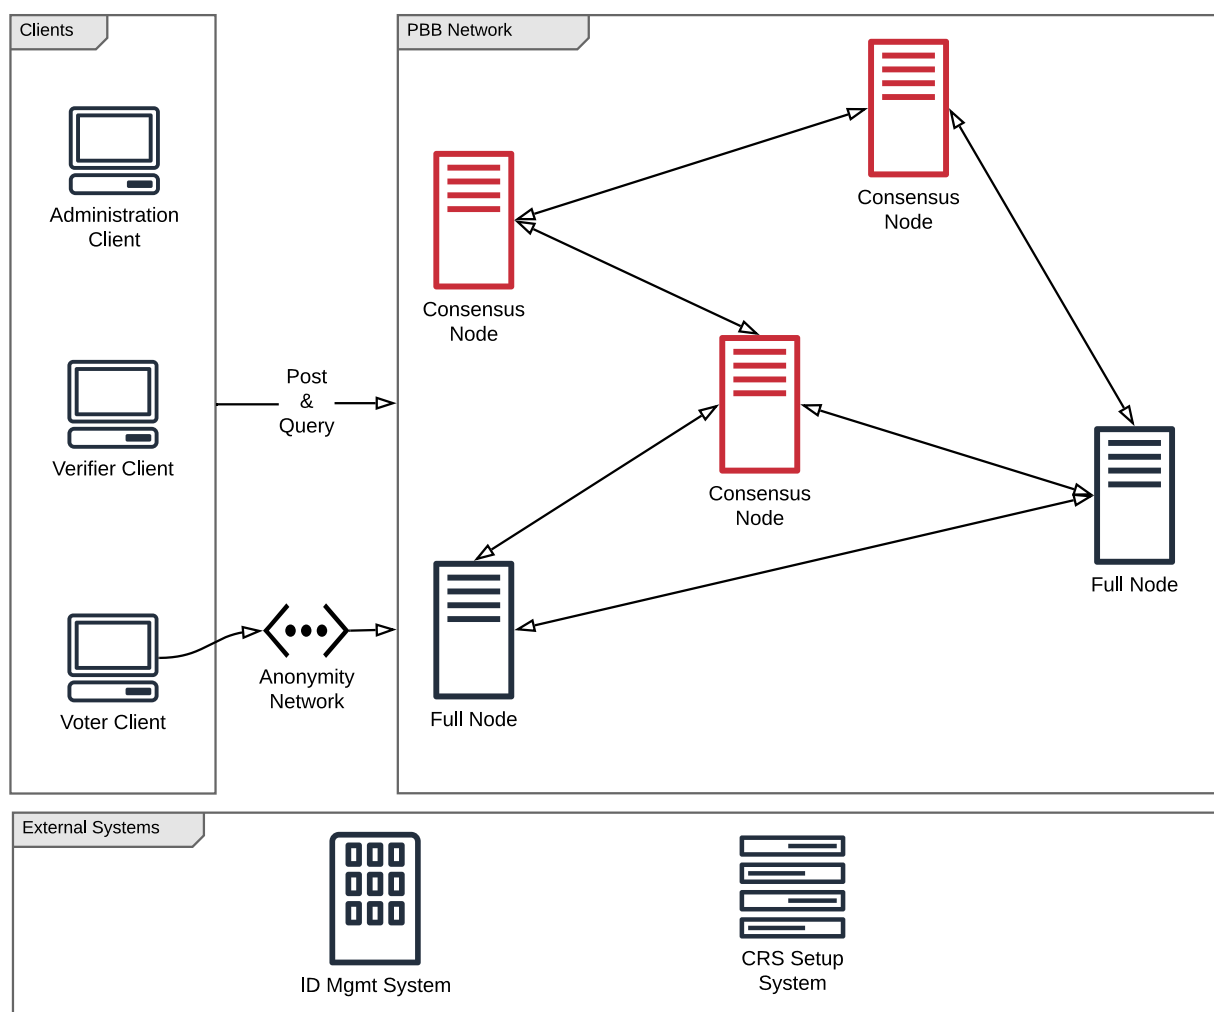 Clients
PBB Network
Administration
Client
Consensus
Node
Consensus
Node
Post
&
Query
Verifier Client
Consensus
Node
Full Node
Anonymity
Network
Voter Client
Full Node
External Systems
ID Mgmt System
CRS Setup
System